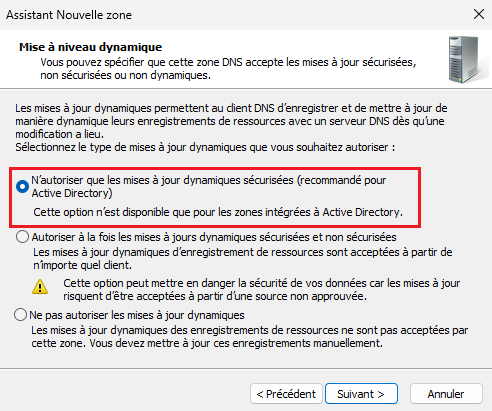 Assistant Nouvelle zone
Mise à niveau dynamique
Vous pouvez spécifier que cette zone DNS accepte les mises à jour sécurisées,
non sécurisées ou non dynamiques.
Les mises à jour dynamiques permettent au client DNS d'enregistrer et de mettre à jour de
manière dynamique leurs enregistrements de ressources avec un serveur DNS dès qu'une
modification a lieu.
Sélectionnez le type de mises à jour dynamiques que vous souhaitez autoriser :
N'autoriser que les mises à jour dynamiques sécurisées (recommandé pour
Active Directory)
Cette option n'est disponible que pour les zones intégrées à Active Directory.
Autoriser à la fois les mises à jours dynamiques sécurisées et non sécurisées
Les mises à jour dynamiques d'enregistrement de ressources sont acceptées à partir de
n'importe quel client.
Cette option peut mettre en danger la sécurité de vos données car les mises à jour
risquent d'être acceptées à partir d'une source non approuvée.
Ne pas autoriser les mises à jour dynamiques
Les mises à jour dynamiques des enregistrements de ressources ne sont pas acceptées par
cette zone. Vous devez mettre à jour ces enregistrements manuellement.
< Précédent Suivant > Annuler